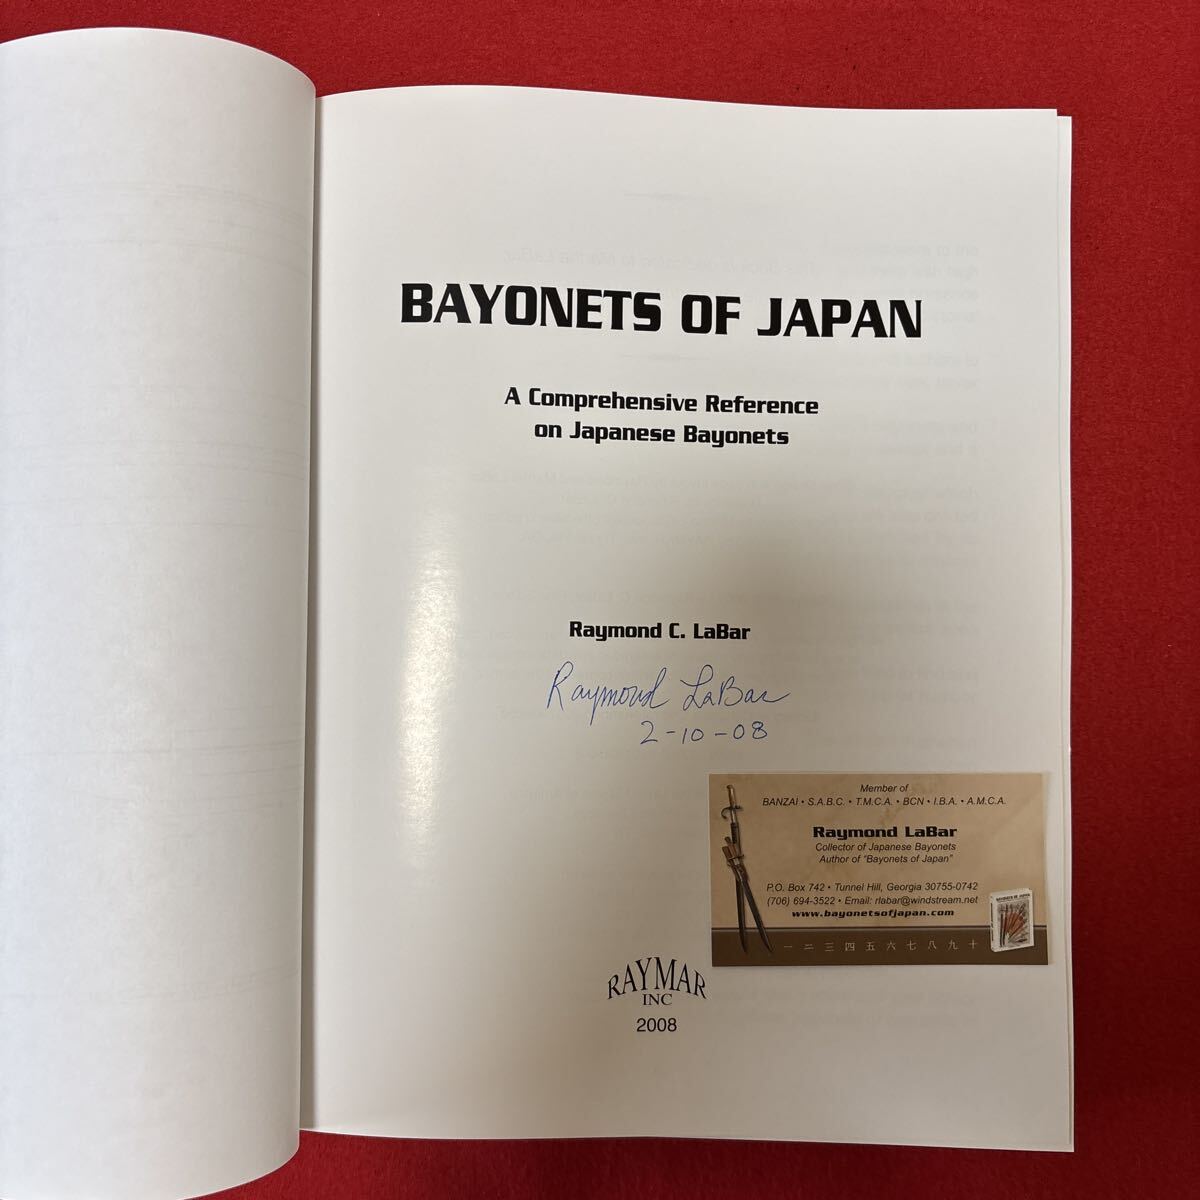 BAYONETS OF JAPAN
A Comprehensive Reference
on Japanese Bayonets
Raymond C. LaBar
Raymond LaBar
2-10-08
Member of
BANZAI • S.A.B.C. • T.M.C.A. • BCN • I.B.A. • A.M.C.A.
Raymond LaBar
Collector of Japanese Bayonets
Author of "Bayonets of Japan"
P.O. Box 742 • Tunnel Hill, Georgia 30755-0742
(706) 694-3522 • Email: rlabar@windstream.net
www.bayonetsofjapan.com
BAYONETS OF JAPAN
一 二 三 四 五 六 七 八 九 十
RAYMAR
INC
2008